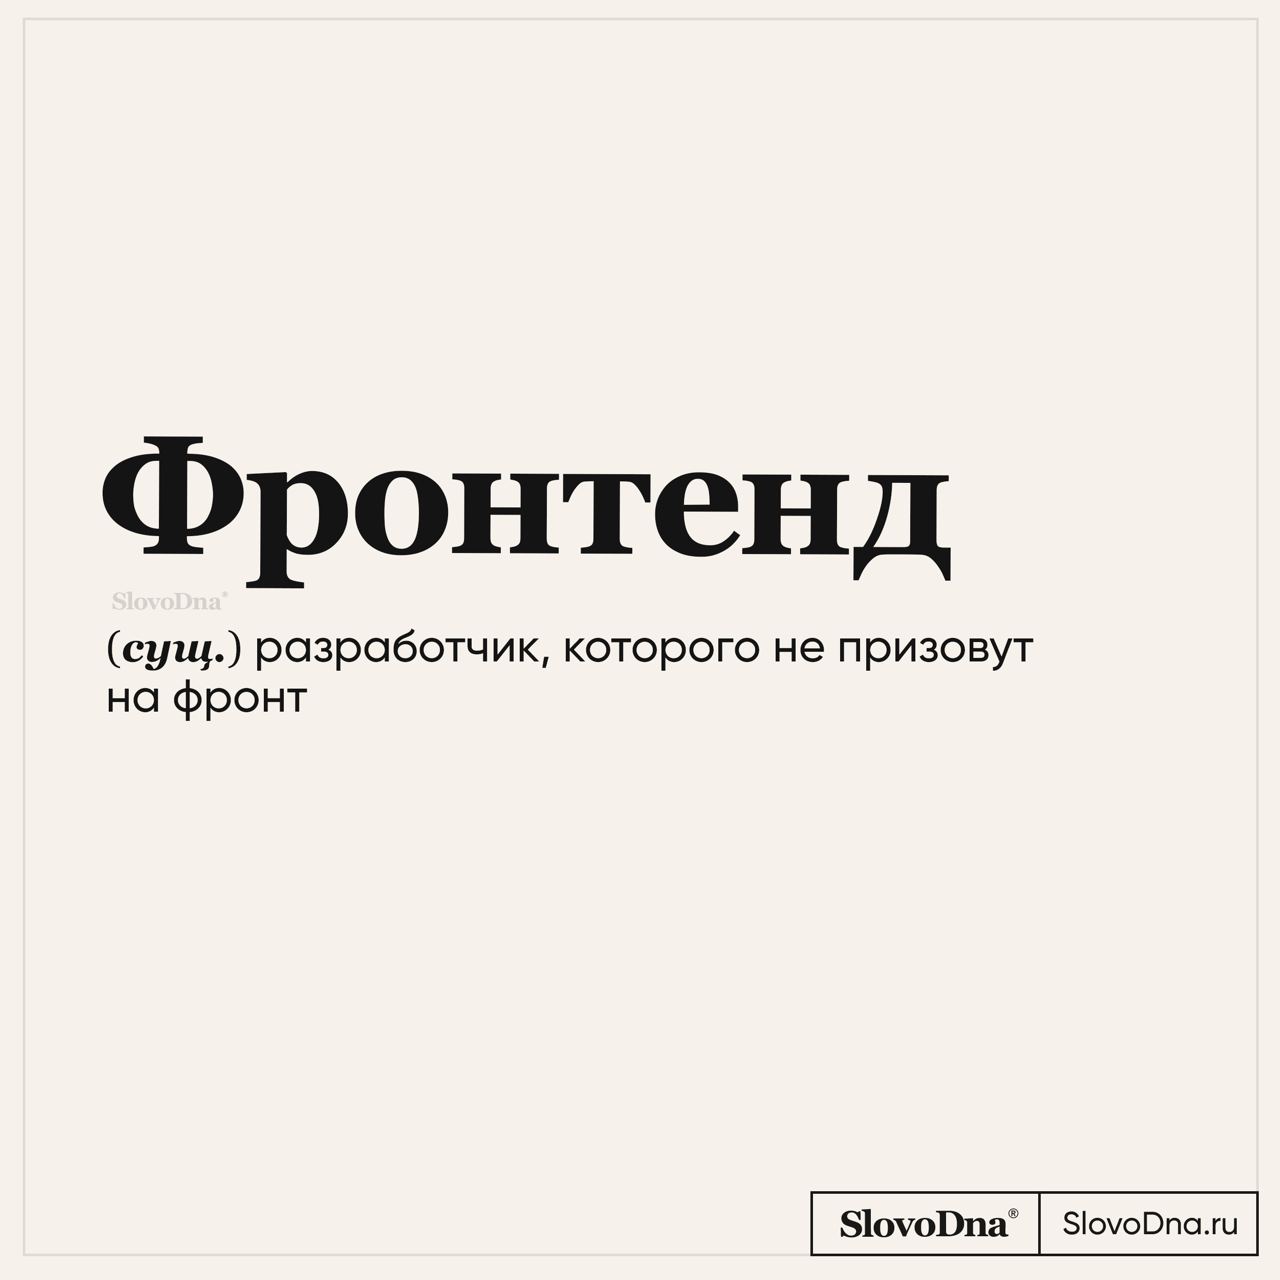 Фронтенд
SlovoDna®
(сущ.) разработчик, которого не призовут
на фронт
SlovoDna® SlovoDna.ru